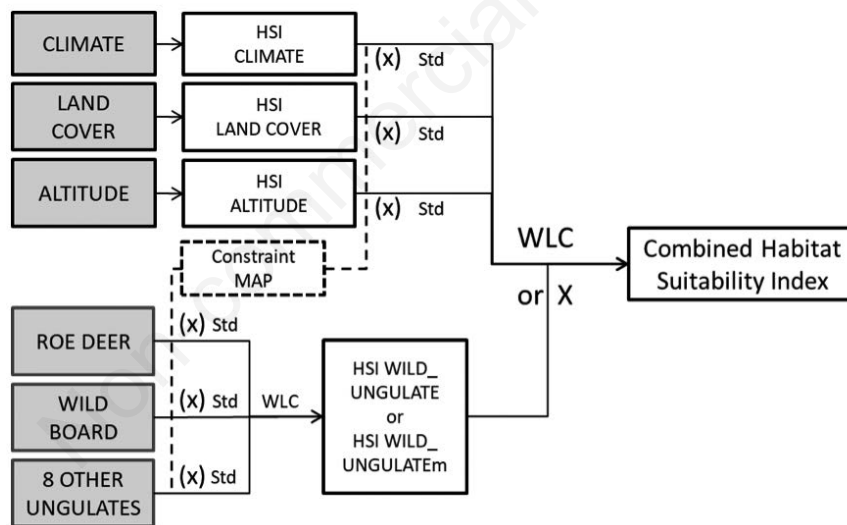 CLIMATE
HSI
CLIMATE
(x) Std
LAND
COVER
HSI
LAND COVER
(x) Std
ALTITUDE
HSI
ALTITUDE
(x) Std
WLC
or X
Combined Habitat
Suitability Index
Constraint
MAP
ROE DEER
(x) Std
WILD
BOARD
(x) Std
WLC
HSI WILD_
UNGULATE
or
HSI WILD_
UNGULATEm
8 OTHER
UNGULATES
(x) Std
Non commercial